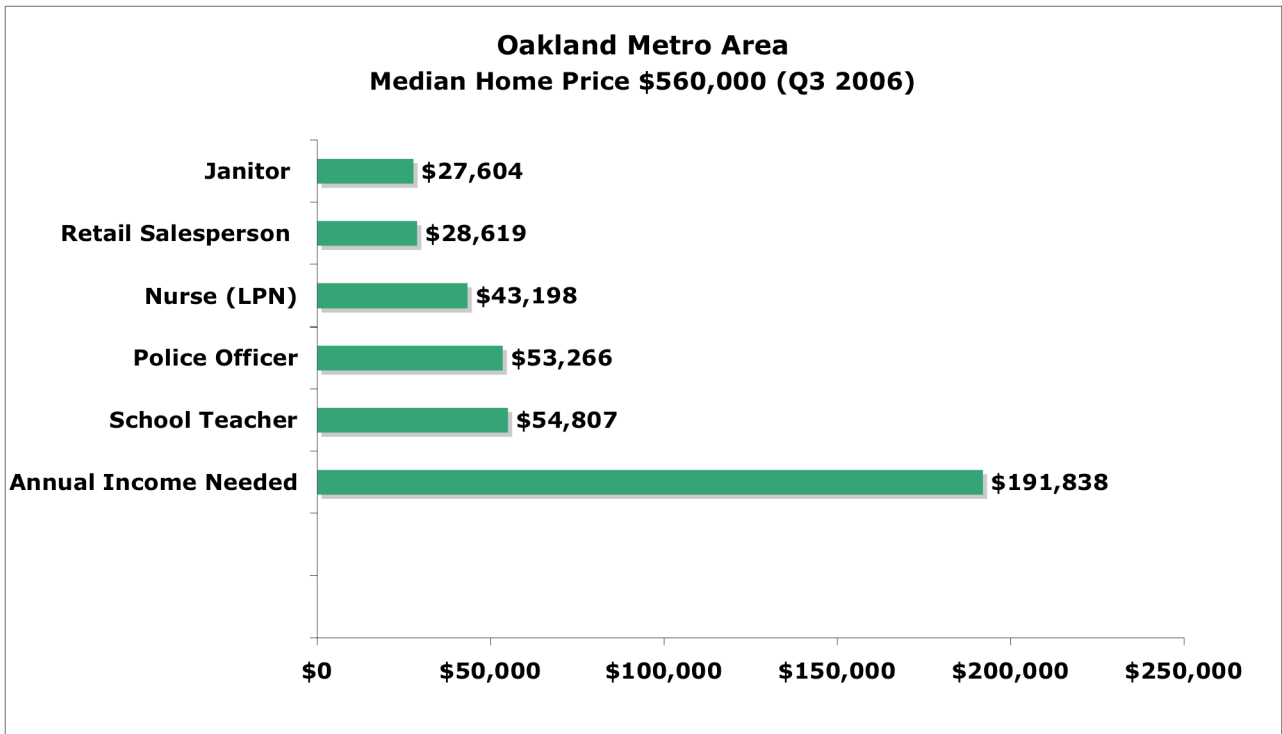 Oakland Metro Area
Median Home Price $560,000 (Q3 2006)
Janitor $27,604
Retail Salesperson $28,619
Nurse (LPN) $43,198
Police Officer $53,266
School Teacher $54,807
Annual Income Needed $191,838
$0 $50,000 $100,000 $150,000 $200,000 $250,000